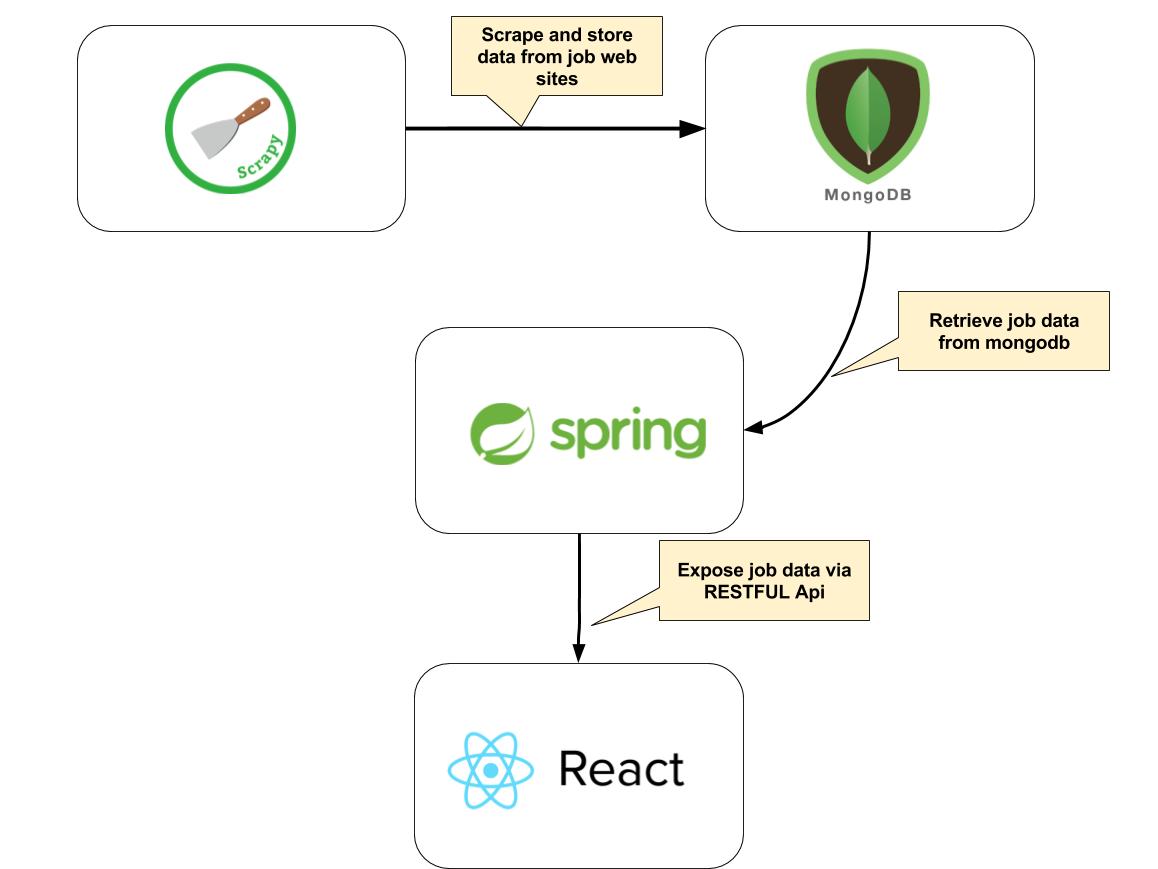 Scrape and store
data from job web
sites
Scrapy
MongoDB
Retrieve job data
from mongodb
spring
Expose job data via
RESTFUL Api
React